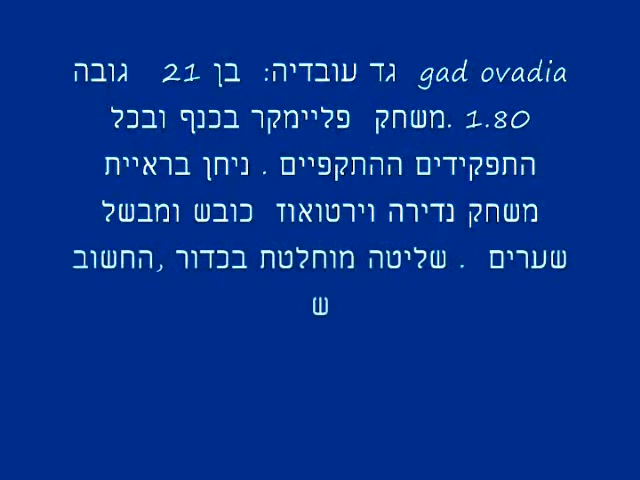 gad ovadia גד עובדיה: בן 21 גובה
1.80 .משחק פליימקר בכנף ובכל
התפקידים ההתקפיים . ניחן בראיית
משחק נדירה וירטואוז כובש ומבשל
שערים . שליטה מוחלטת בכדור ,החשוב
ש